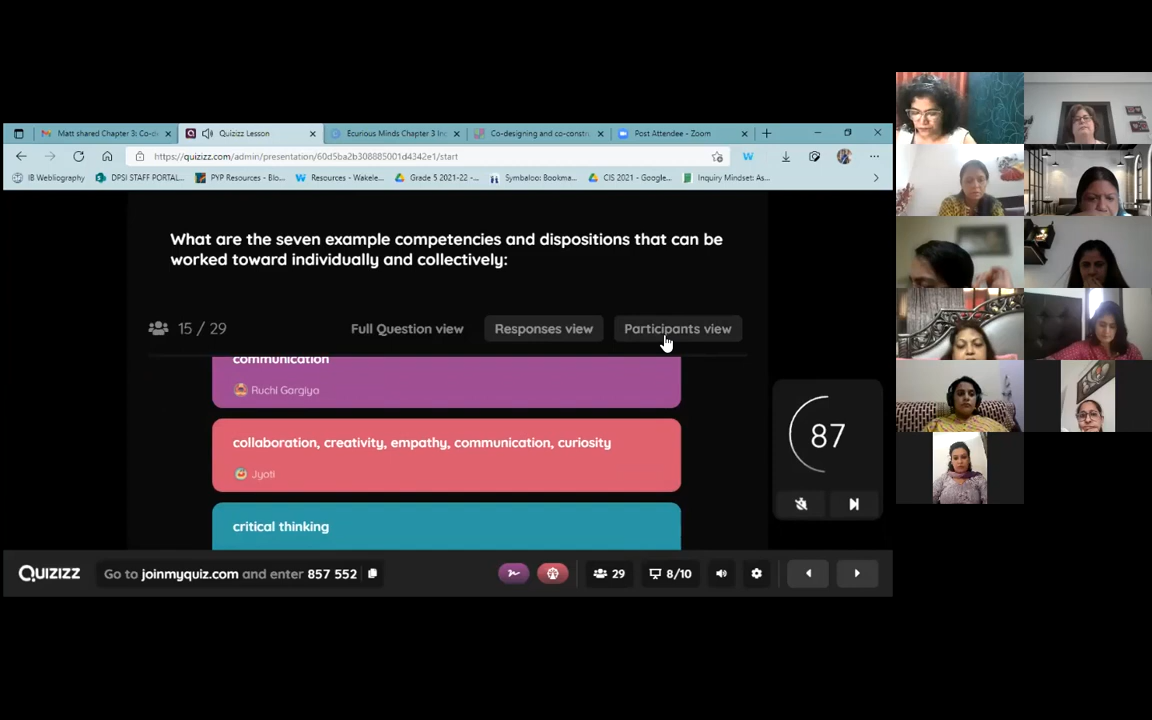 Matt shared Chapter 3: Co-d
Quizizz Lesson
Ecurious Minds Chapter 3 In
Co-designing and co-constru
Post Attendee - Zoom
https://quizizz.com/admin/presentation/60d5ba2b308885001d4342e1/start
IB Webliography
DPSI STAFF PORTAL...
PYP Resources - Blo...
Resources - Wakele...
Grade 5 2021-22 -...
Symbaloo: Bookma...
CIS 2021 - Google...
Inquiry Mindset: As...
What are the seven example competencies and dispositions that can be
worked toward individually and collectively:
15 / 29
Full Question view
Responses view
Participants view
communication
Ruchi Gargiya
collaboration, creativity, empathy, communication, curiosity
Jyoti
critical thinking
87
QUIZIZZ
Go to joinmyquiz.com and enter 857 552
29
8/10